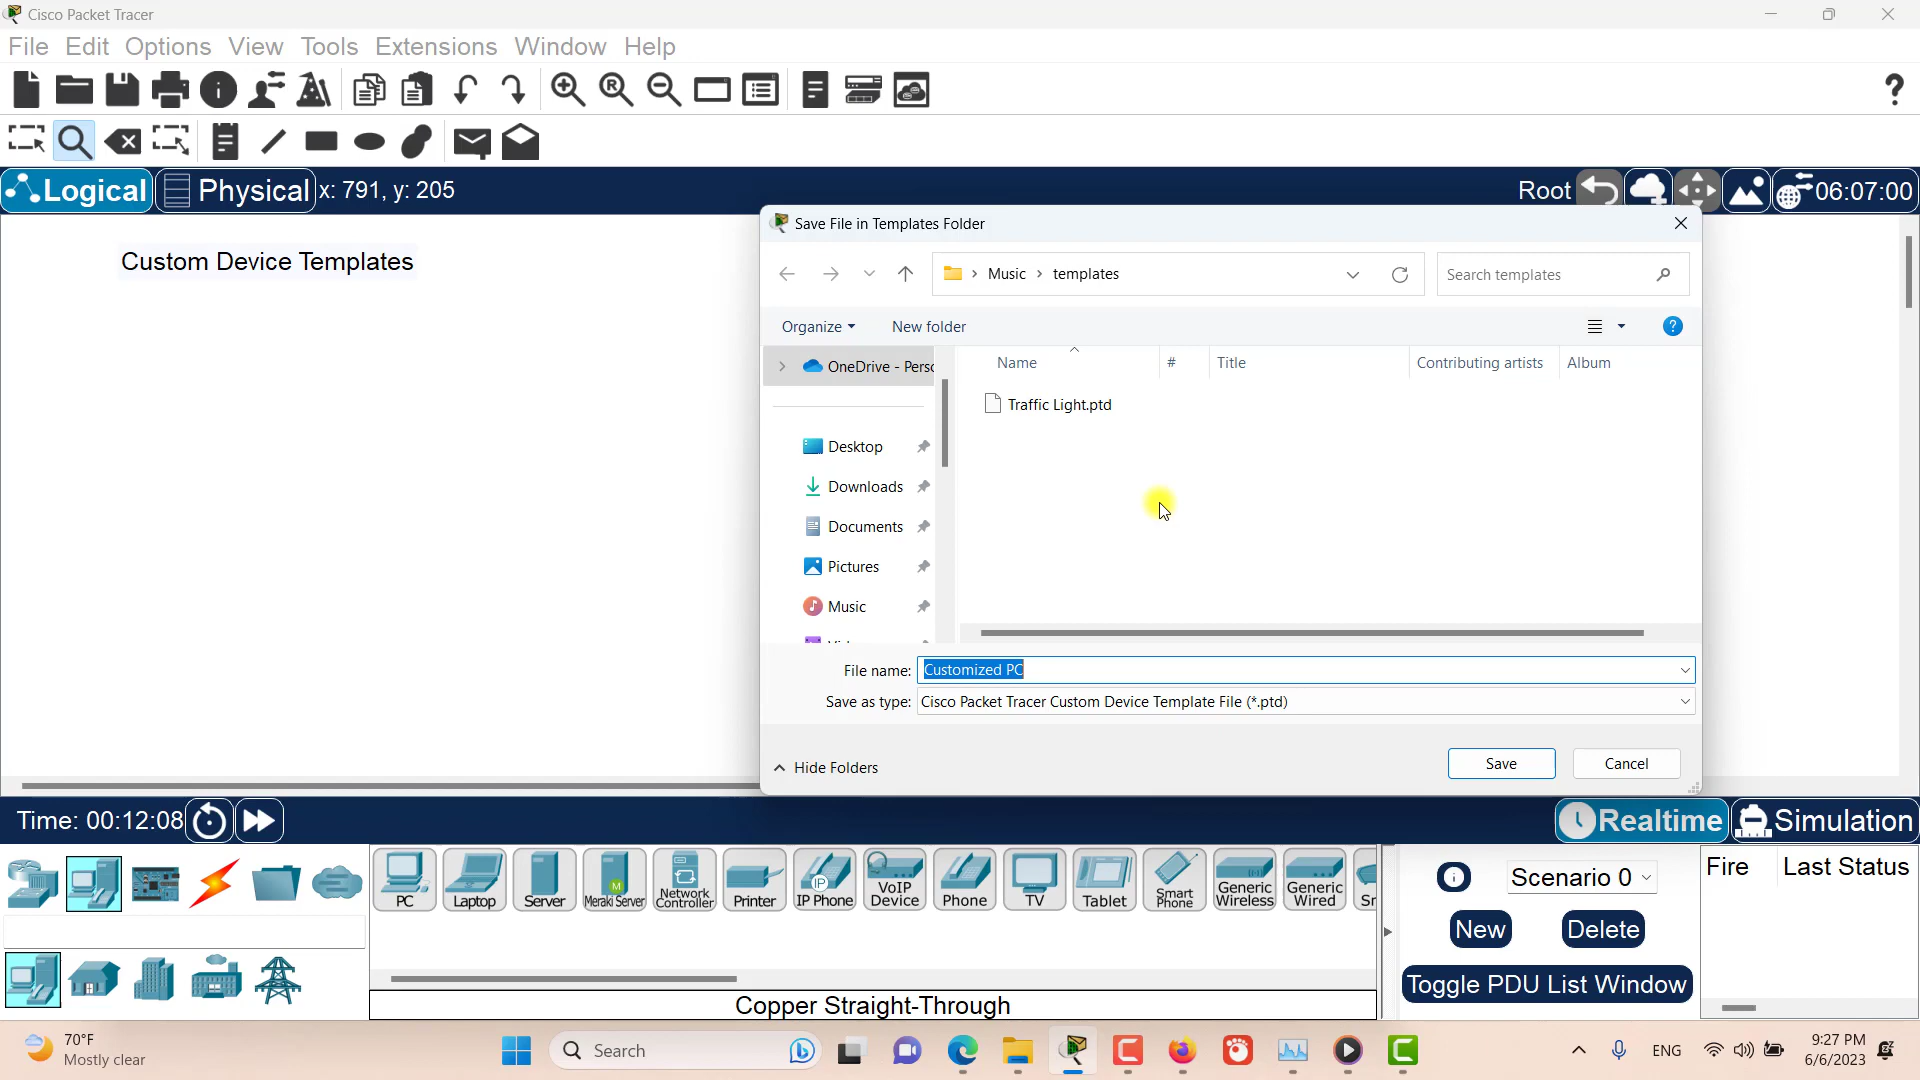 Cisco Packet Tracer
File Edit Options View Tools Extensions Window Help
Logical Physical x: 791, y: 205 Root 06:07:00
Custom Device Templates
Save File in Templates Folder
Music > templates
Search templates
Organize New folder
Name # Title Contributing artists Album
OneDrive - Perso
Traffic Light.ptd
Desktop
Downloads
Documents
Pictures
Music
File name: Customized PC
Save as type: Cisco Packet Tracer Custom Device Template File (*.ptd)
Hide Folders Save Cancel
Time: 00:12:08 Realtime Simulation
PC Laptop Server Meraki Server Network Controller Printer IP Phone VoIP Device Phone TV Tablet Smart Phone Generic Wireless Generic Wired
Scenario 0
Fire Last Status
New Delete
Toggle PDU List Window
Copper Straight-Through
70°F
Mostly clear
Search
ENG
9:27 PM
6/6/2023